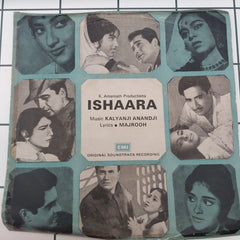 S. Amarnath Productions
ISHAARA
Music KALYANJI ANANDJI
Lyrics • MAJROOH
EMI
ORIGINAL SOUNDTRACK RECORDING